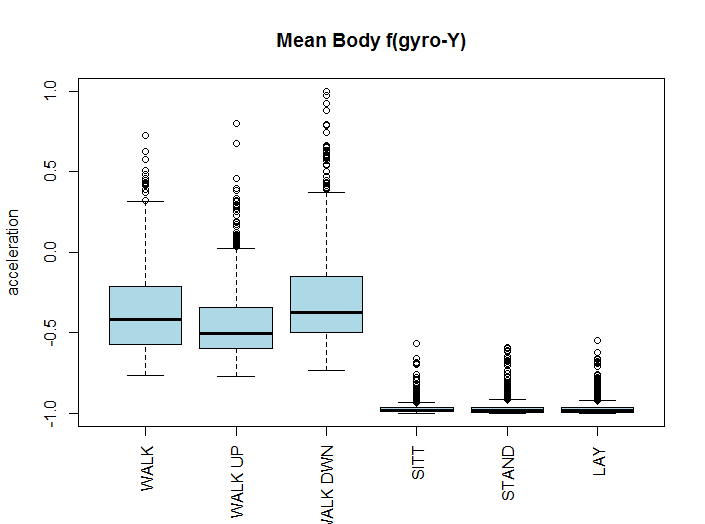 Mean Body f(gyro-Y)
acceleration
1.0
0.5
0.0
-0.5
-1.0
WALK
WALK UP
WALK DWN
SITT
STAND
LAY